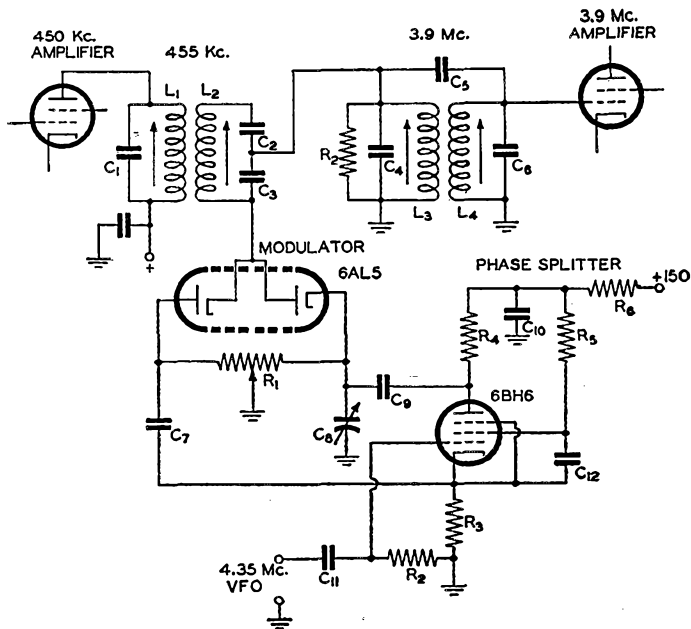 450 Kc.
AMPLIFIER
455 Kc.
3.9 Mc.
3.9 Mc.
AMPLIFIER
L1
L2
C1
C2
C3
C5
R2
C4
L3
L4
C6
+
MODULATOR
6AL5
PHASE SPLITTER
+150
R1
C7
C8
C9
R4
C10
R5
R6
6BH6
C12
R3
4.35 Mc.
VFO
C11
R2